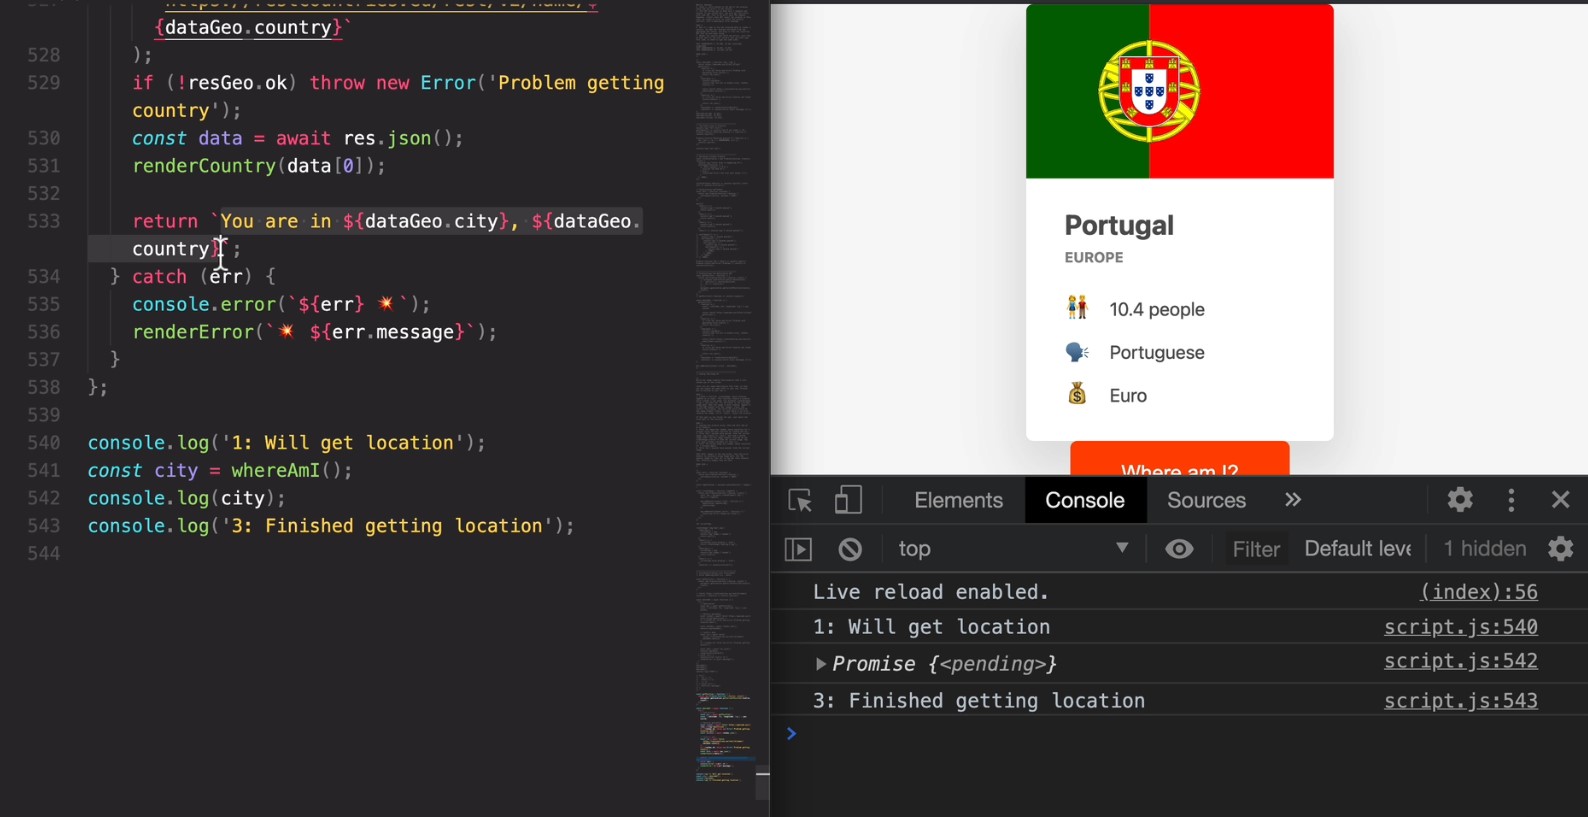 {dataGeo.country}`
528 );
529 if (!resGeo.ok) throw new Error('Problem getting
country');
530 const data = await res.json();
531 renderCountry(data[0]);
532
533 return `You are in ${dataGeo.city}, ${dataGeo.
country}`;
534 } catch (err) {
535 console.error(`${err} 💥`);
536 renderError(`💥 ${err.message}`);
537 }
538 };
539
540 console.log('1: Will get location');
541 const city = whereAmI();
542 console.log(city);
543 console.log('3: Finished getting location');
544
Portugal
EUROPE
👫 10.4 people
🗣️ Portuguese
💰 Euro
Where am I?
Elements Console Sources »
top Filter Default leve 1 hidden
Live reload enabled. (index):56
1: Will get location script.js:540
▶Promise {<pending>} script.js:542
3: Finished getting location script.js:543
>